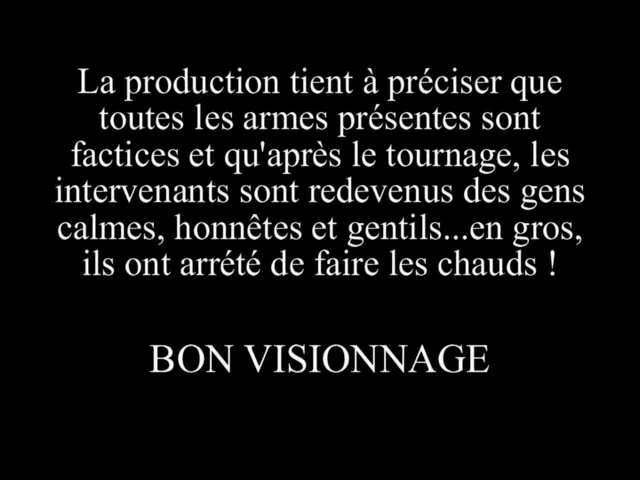 La production tient à préciser que
toutes les armes présentes sont
factices et qu'après le tournage, les
intervenants sont redevenus des gens
calmes, honnêtes et gentils...en gros,
ils ont arrété de faire les chauds !
BON VISIONNAGE